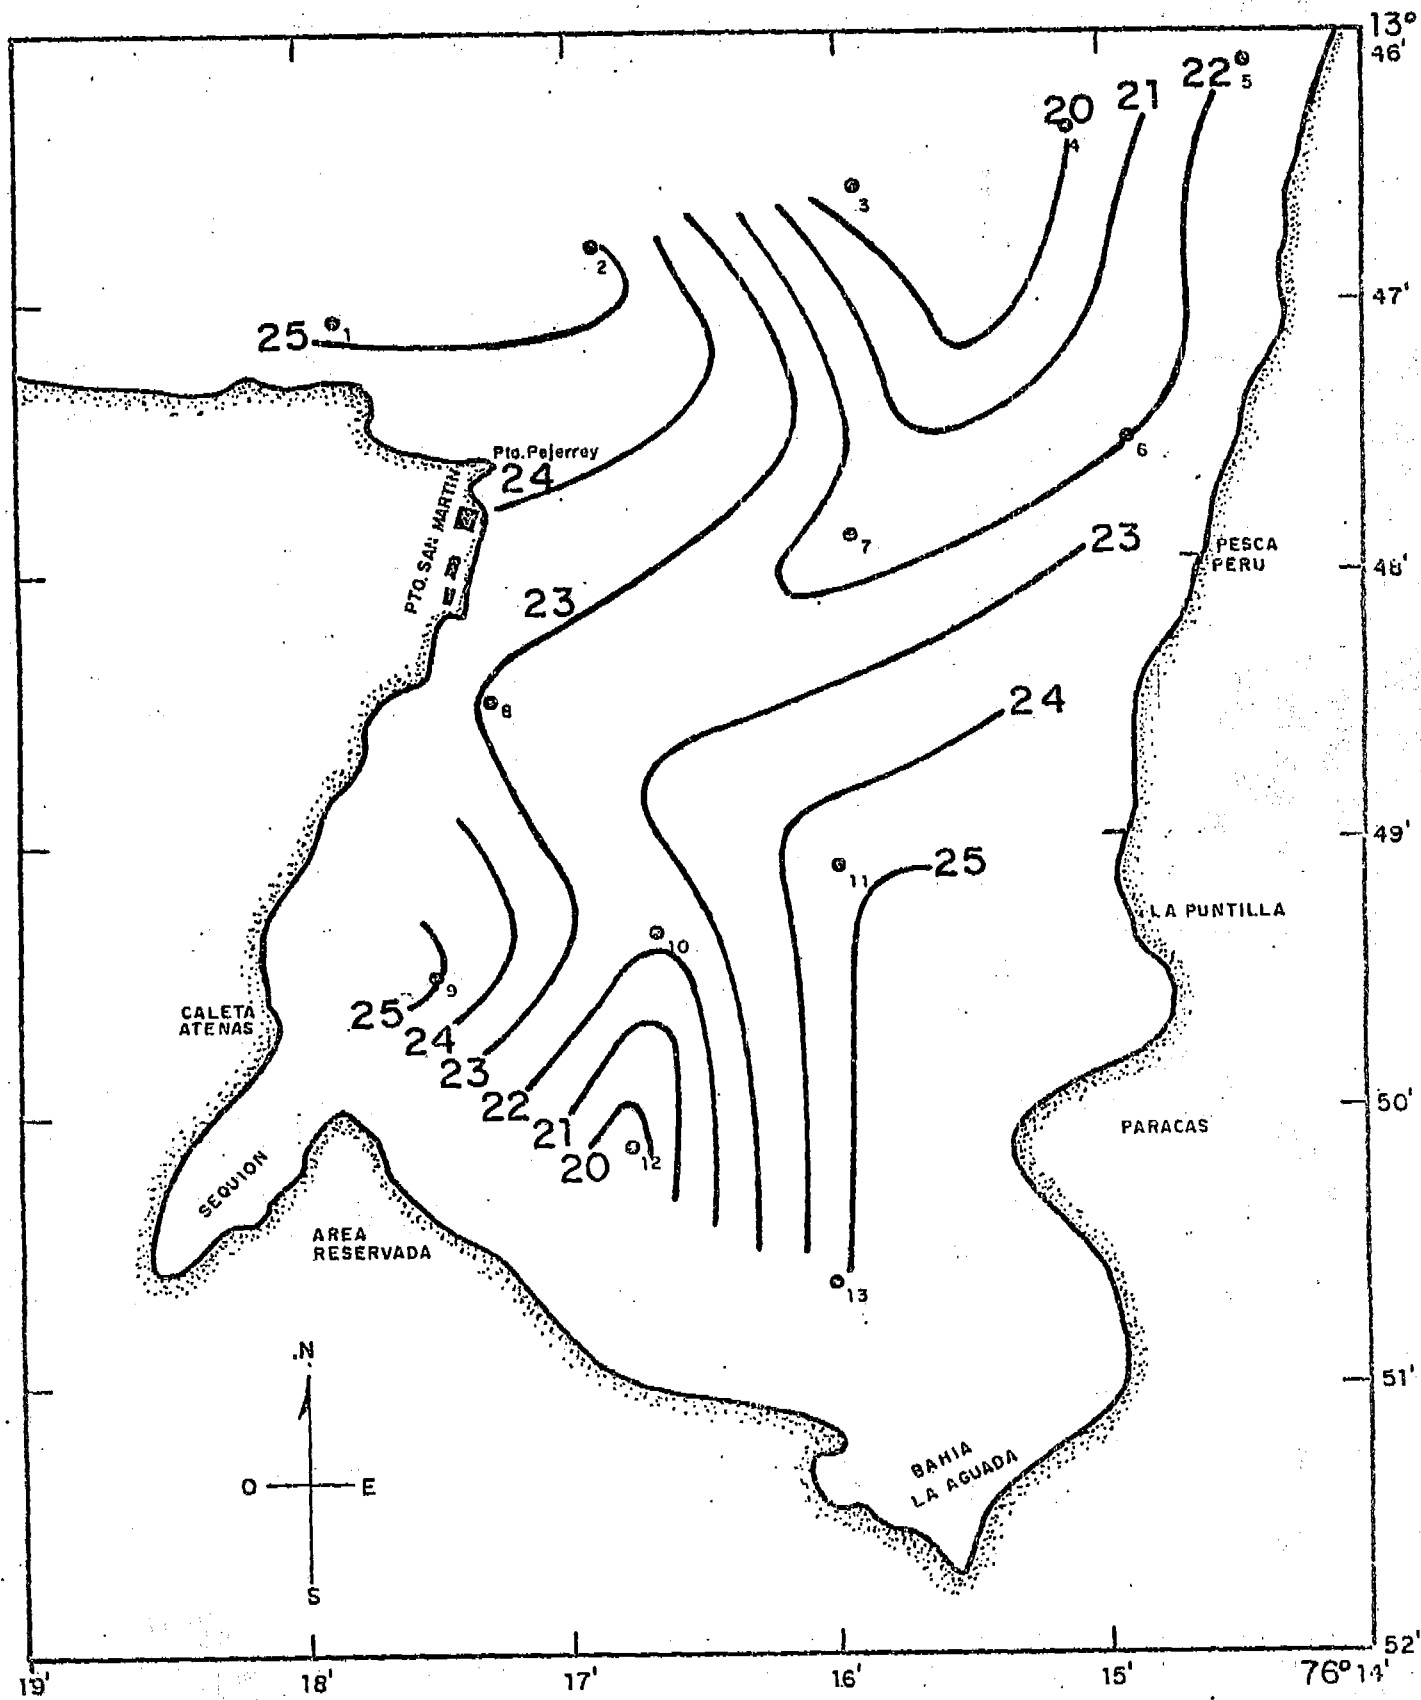 13°
46'
22
5
20
21
4
3
2
25
1
47'
Pto. Pejerrey
24
PTO. SAN MARTIN
6
7
23
PESCA
PERU
48'
23
8
24
49'
11
25
LA PUNTILLA
10
9
CALETA
ATENAS
25
24
23
22
21
20
12
50'
PARACAS
SEQUION
AREA
RESERVADA
13
N
51'
O
E
S
BAHIA
LA AGUADA
52'
19'
18'
17'
16'
15'
76° 14'